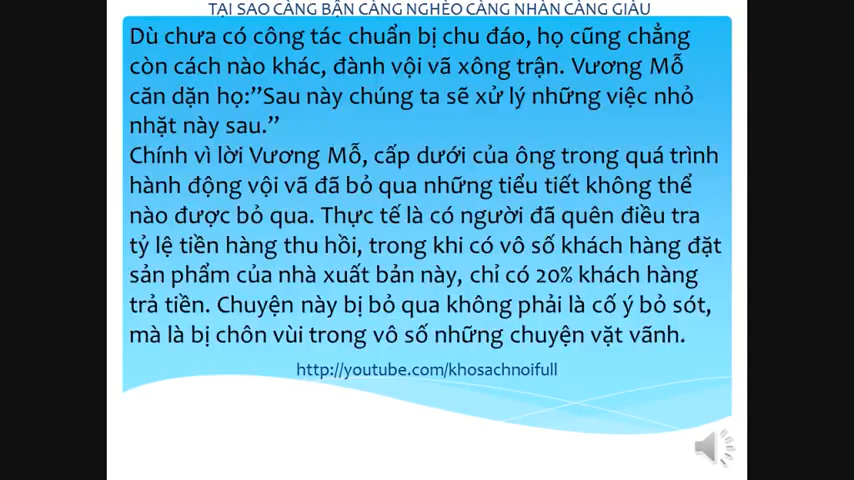 TẠI SAO CÀNG BẬN CÀNG NGHÈO CÀNG NHÀN CÀNG GIÀU
Dù chưa có công tác chuẩn bị chu đáo, họ cũng chẳng
còn cách nào khác, đành vội vã xông trận. Vương Mỗ
căn dặn họ:”Sau này chúng ta sẽ xử lý những việc nhỏ
nhặt này sau.”
Chính vì lời Vương Mỗ, cấp dưới của ông trong quá trình
hành động vội vã đã bỏ qua những tiểu tiết không thể
nào được bỏ qua. Thực tế là có người đã quên điều tra
tỷ lệ tiền hàng thu hồi, trong khi có vô số khách hàng đặt
sản phẩm của nhà xuất bản này, chỉ có 20% khách hàng
trả tiền. Chuyện này bị bỏ qua không phải là cố ý bỏ sót,
mà là bị chôn vùi trong vô số những chuyện vặt vãnh.
http://youtube.com/khosachnoifull